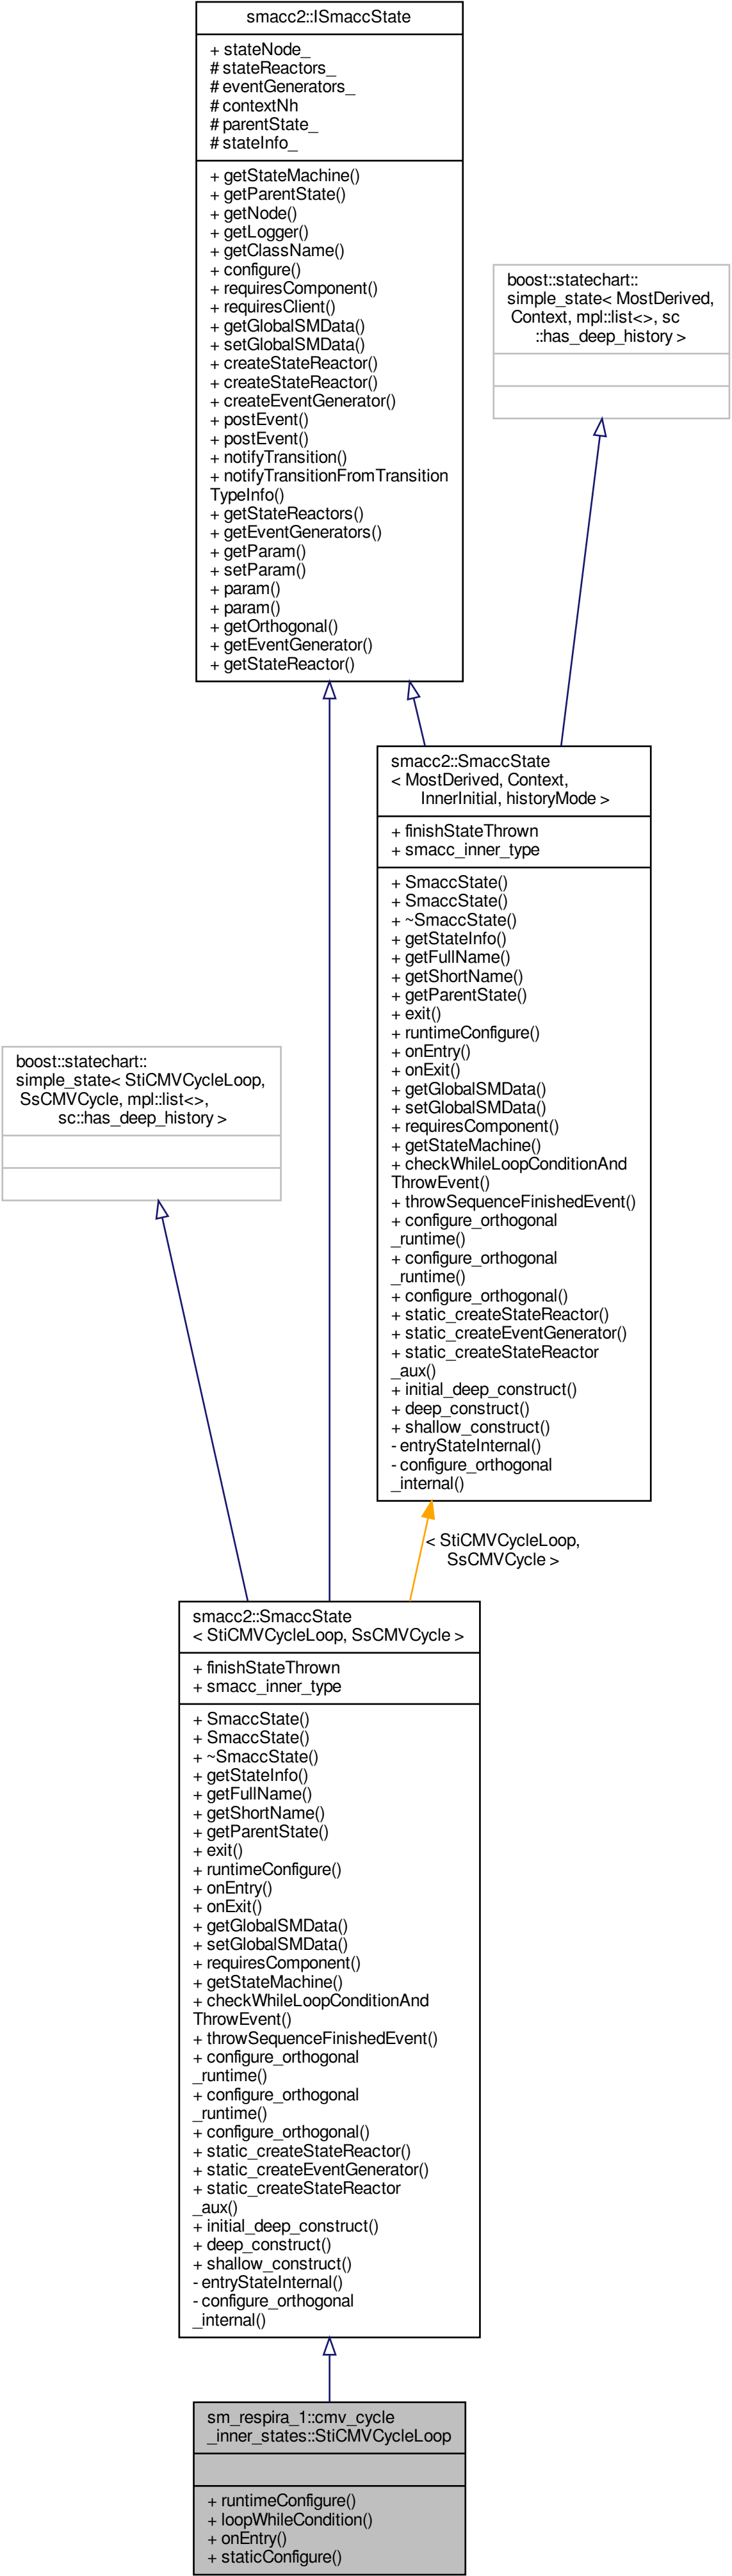 smacc2::ISmaccState
+ stateNode_
# stateReactors_
# eventGenerators_
# contextNh
# parentState_
# stateInfo_
+ getStateMachine()
+ getParentState()
+ getNode()
+ getLogger()
+ getClassName()
+ configure()
+ requiresComponent()
+ requiresClient()
+ getGlobalSMData()
+ setGlobalSMData()
+ createStateReactor()
+ createStateReactor()
+ createEventGenerator()
+ postEvent()
+ postEvent()
+ notifyTransition()
+ notifyTransitionFromTransition
TypeInfo()
+ getStateReactors()
+ getEventGenerators()
+ getParam()
+ setParam()
+ param()
+ param()
+ getOrthogonal()
+ getEventGenerator()
+ getStateReactor()
boost::statechart::
simple_state< MostDerived,
Context, mpl::list<>, sc
::has_deep_history >
smacc2::SmaccState
< MostDerived, Context,
InnerInitial, historyMode >
+ finishStateThrown
+ smacc_inner_type
+ SmaccState()
+ SmaccState()
+ ~SmaccState()
+ getStateInfo()
+ getFullName()
+ getShortName()
+ getParentState()
+ exit()
+ runtimeConfigure()
+ onEntry()
+ onExit()
+ getGlobalSMData()
+ setGlobalSMData()
+ requiresComponent()
+ getStateMachine()
+ checkWhileLoopConditionAnd
ThrowEvent()
+ throwSequenceFinishedEvent()
+ configure_orthogonal
_runtime()
+ configure_orthogonal
_runtime()
+ configure_orthogonal()
+ static_createStateReactor()
+ static_createEventGenerator()
+ static_createStateReactor
_aux()
+ initial_deep_construct()
+ deep_construct()
+ shallow_construct()
- entryStateInternal()
- configure_orthogonal
_internal()
boost::statechart::
simple_state< StiCMVCycleLoop,
SsCMVCycle, mpl::list<>,
sc::has_deep_history >
< StiCMVCycleLoop,
SsCMVCycle >
smacc2::SmaccState
< StiCMVCycleLoop, SsCMVCycle >
+ finishStateThrown
+ smacc_inner_type
+ SmaccState()
+ SmaccState()
+ ~SmaccState()
+ getStateInfo()
+ getFullName()
+ getShortName()
+ getParentState()
+ exit()
+ runtimeConfigure()
+ onEntry()
+ onExit()
+ getGlobalSMData()
+ setGlobalSMData()
+ requiresComponent()
+ getStateMachine()
+ checkWhileLoopConditionAnd
ThrowEvent()
+ throwSequenceFinishedEvent()
+ configure_orthogonal
_runtime()
+ configure_orthogonal
_runtime()
+ configure_orthogonal()
+ static_createStateReactor()
+ static_createEventGenerator()
+ static_createStateReactor
_aux()
+ initial_deep_construct()
+ deep_construct()
+ shallow_construct()
- entryStateInternal()
- configure_orthogonal
_internal()
sm_respira_1::cmv_cycle
_inner_states::StiCMVCycleLoop
+ runtimeConfigure()
+ loopWhileCondition()
+ onEntry()
+ staticConfigure()